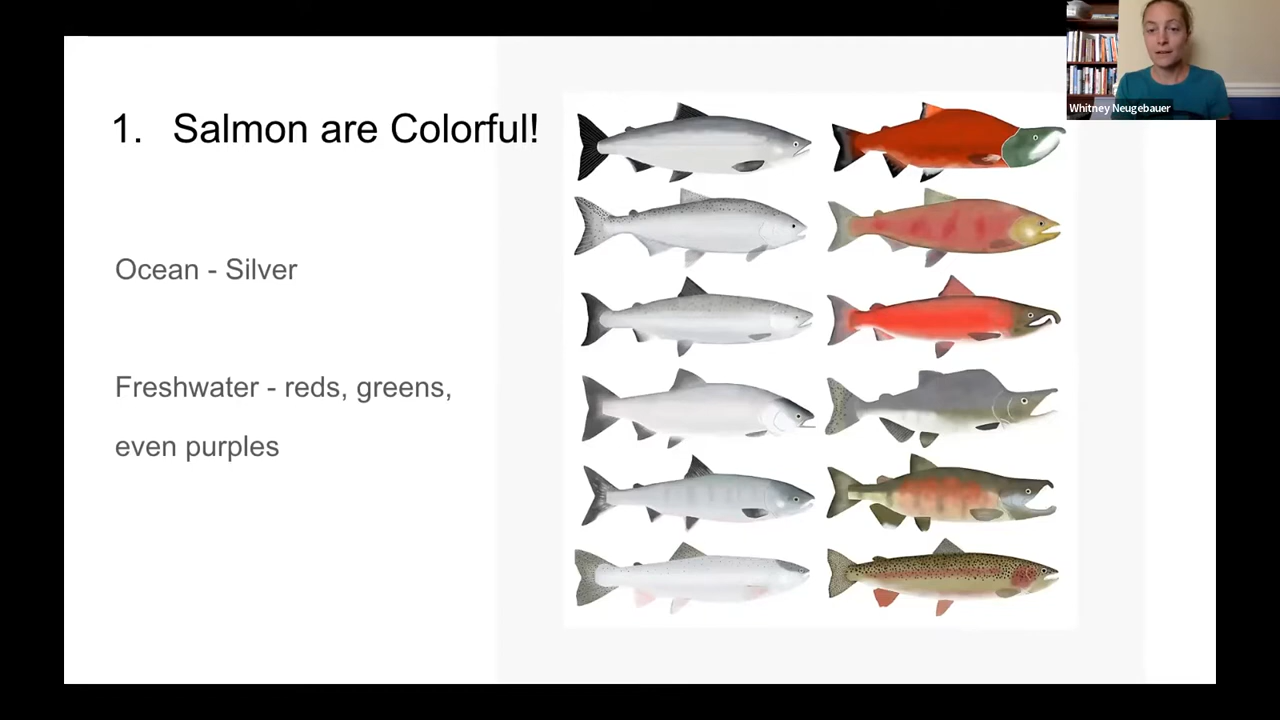 1. Salmon are Colorful!
Ocean - Silver
Freshwater - reds, greens,
even purples
Whitney Neugebauer